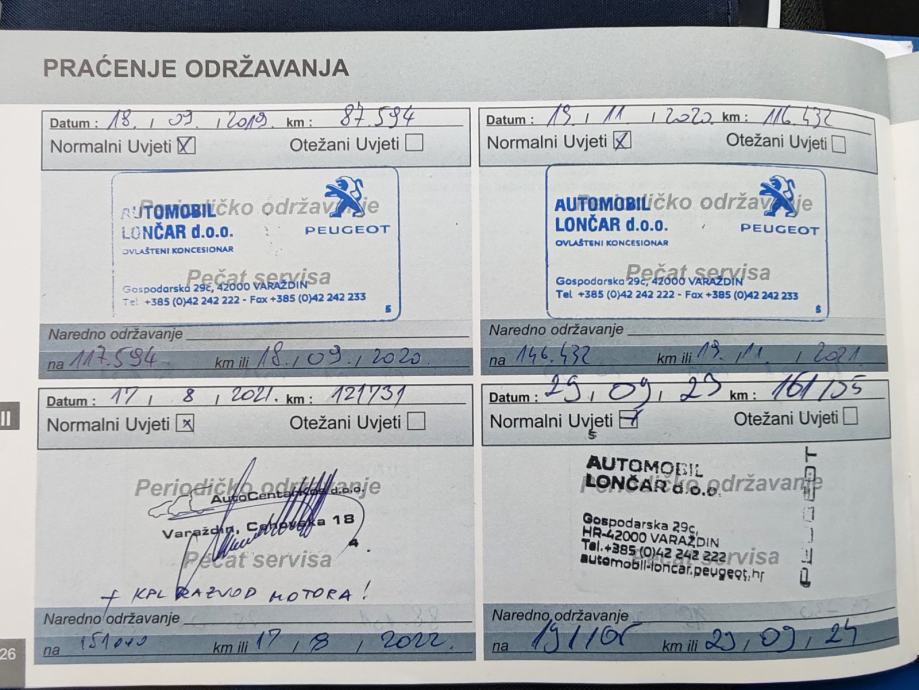 PRAĆENJE ODRŽAVANJA
Datum : 18. , 09. , 2019. km : 87.594
Normalni Uvjeti X Otežani Uvjeti
Periodičko održavanje
AUTOMOBIL
LONČAR d.o.o.
OVLAŠTENI KONCESIONAR
PEUGEOT
Pečat servisa
Gospodarska 29c, 42000 VARAŽDIN
Tel +385 (0)42 242 222 - Fax +385 (0)42 242 233
5
Naredno održavanje
na 117.594 km ili 18 , 09. , 2020.
Datum : 19. , 11 , 2020. km : 116.432
Normalni Uvjeti X Otežani Uvjeti
Periodičko održavanje
AUTOMOBIL
LONČAR d.o.o.
OVLAŠTENI KONCESIONAR
PEUGEOT
Pečat servisa
Gospodarska 29c, 42000 VARAŽDIN
Tel +385 (0)42 242 222 - Fax +385 (0)42 242 233
5
Naredno održavanje
na 146.432 km ili 19. , 11. , 2021
II
Datum : 17 , 8 , 2021. km : 121731
Normalni Uvjeti x Otežani Uvjeti
Periodičko održavanje
Varaždin, 18
4
Pečat servisa
+ KPL RAZVOD MOTORA !
Naredno održavanje
na km ili 17 , 8 , 2022.
Datum : 29 , 09 , 23 km :
Normalni Uvjeti Otežani Uvjeti
5
Periodičko održavanje
AUTOMOBIL
LONČAR d.o.o.
PEUGEOT
Gospodarska 29c,
HR-42000 VARAŽDIN
Tel.+385 (0)42 242 222
automobil-loncar.peugeot.hr
Pečat servisa
Naredno održavanje
na km ili 29 , 09 , 24
26